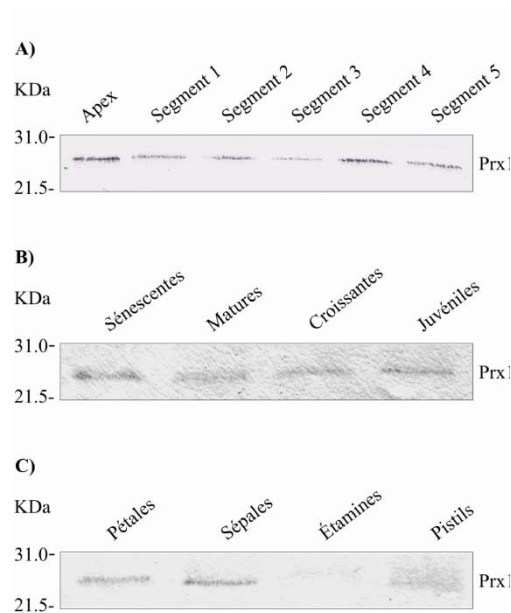 A)
KDa
Apex Segment 1 Segment 2 Segment 3 Segment 4 Segment 5
31.0-
Prx1
21.5-
B)
KDa
Sénescentes Matures Croissantes Juvéniles
31.0-
Prx1
21.5-
C)
KDa
Pétales Sépales Étamines Pistils
31.0-
Prx1
21.5-